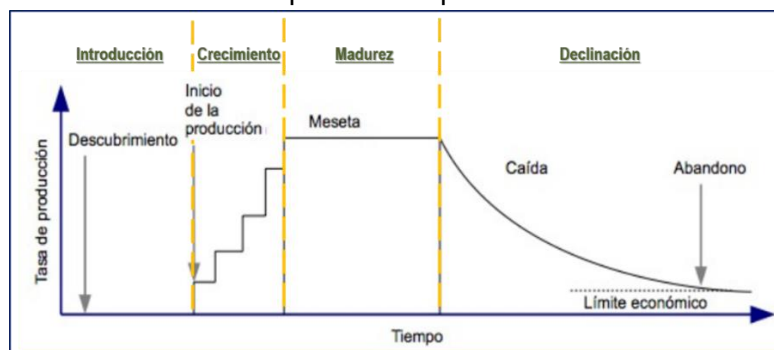 Introducción
Crecimiento
Madurez
Declinación
Inicio
de la
producción
Descubrimiento
Meseta
Caída
Abandono
Tasa de producción
Límite económico
Tiempo